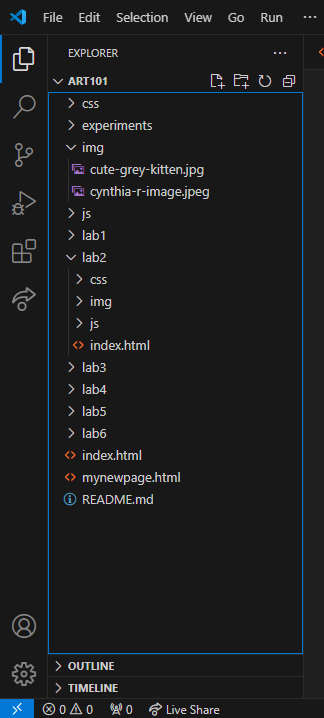 File Edit Selection View Go Run ...
EXPLORER ...
ART101
css
experiments
img
cute-grey-kitten.jpg
cynthia-r-image.jpeg
js
lab1
lab2
css
img
js
index.html
lab3
lab4
lab5
lab6
index.html
mynewpage.html
README.md
OUTLINE
TIMELINE
0 0 0 Live Share